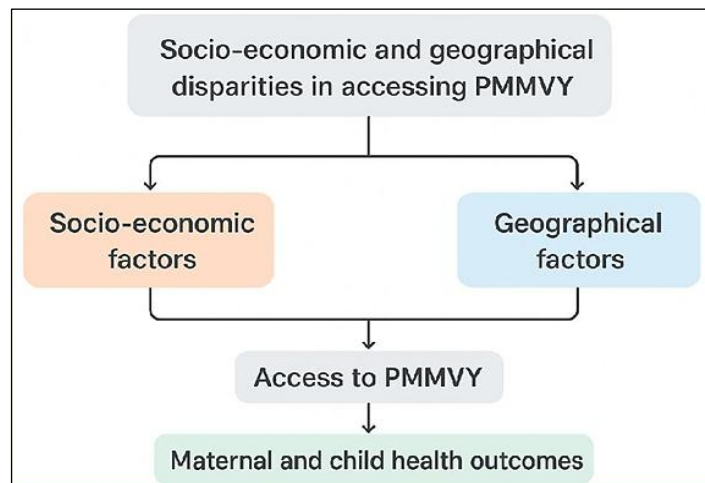 Socio-economic and geographical
disparities in accessing PMMVY
Socio-economic
factors
Geographical
factors
Access to PMMVY
Maternal and child health outcomes